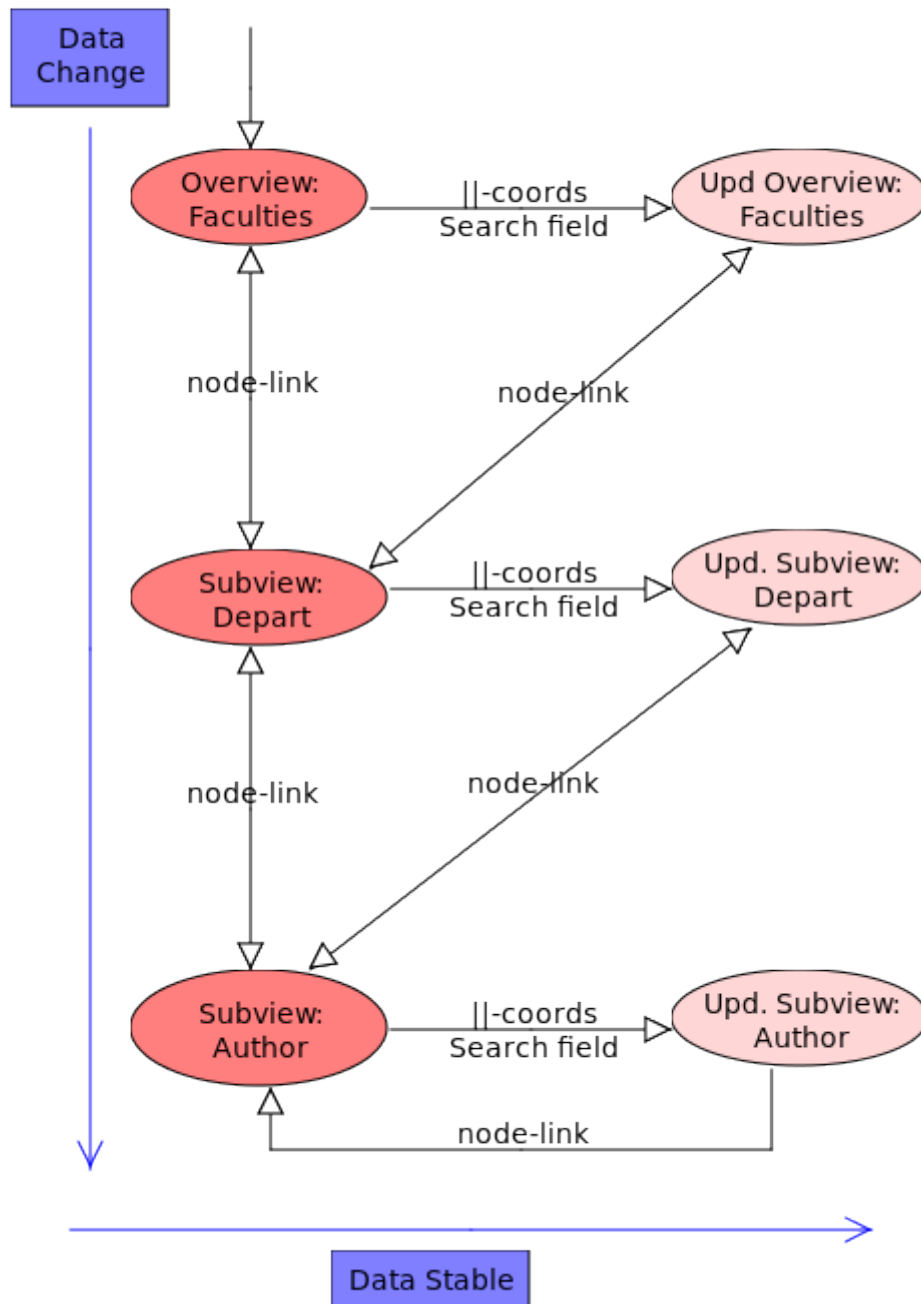 Data
Change
Overview:
Faculties
||-coords
Search field
Upd Overview:
Faculties
node-link
node-link
Subview:
Depart
||-coords
Search field
Upd. Subview:
Depart
node-link
node-link
Subview:
Author
||-coords
Search field
Upd. Subview:
Author
node-link
Data Stable